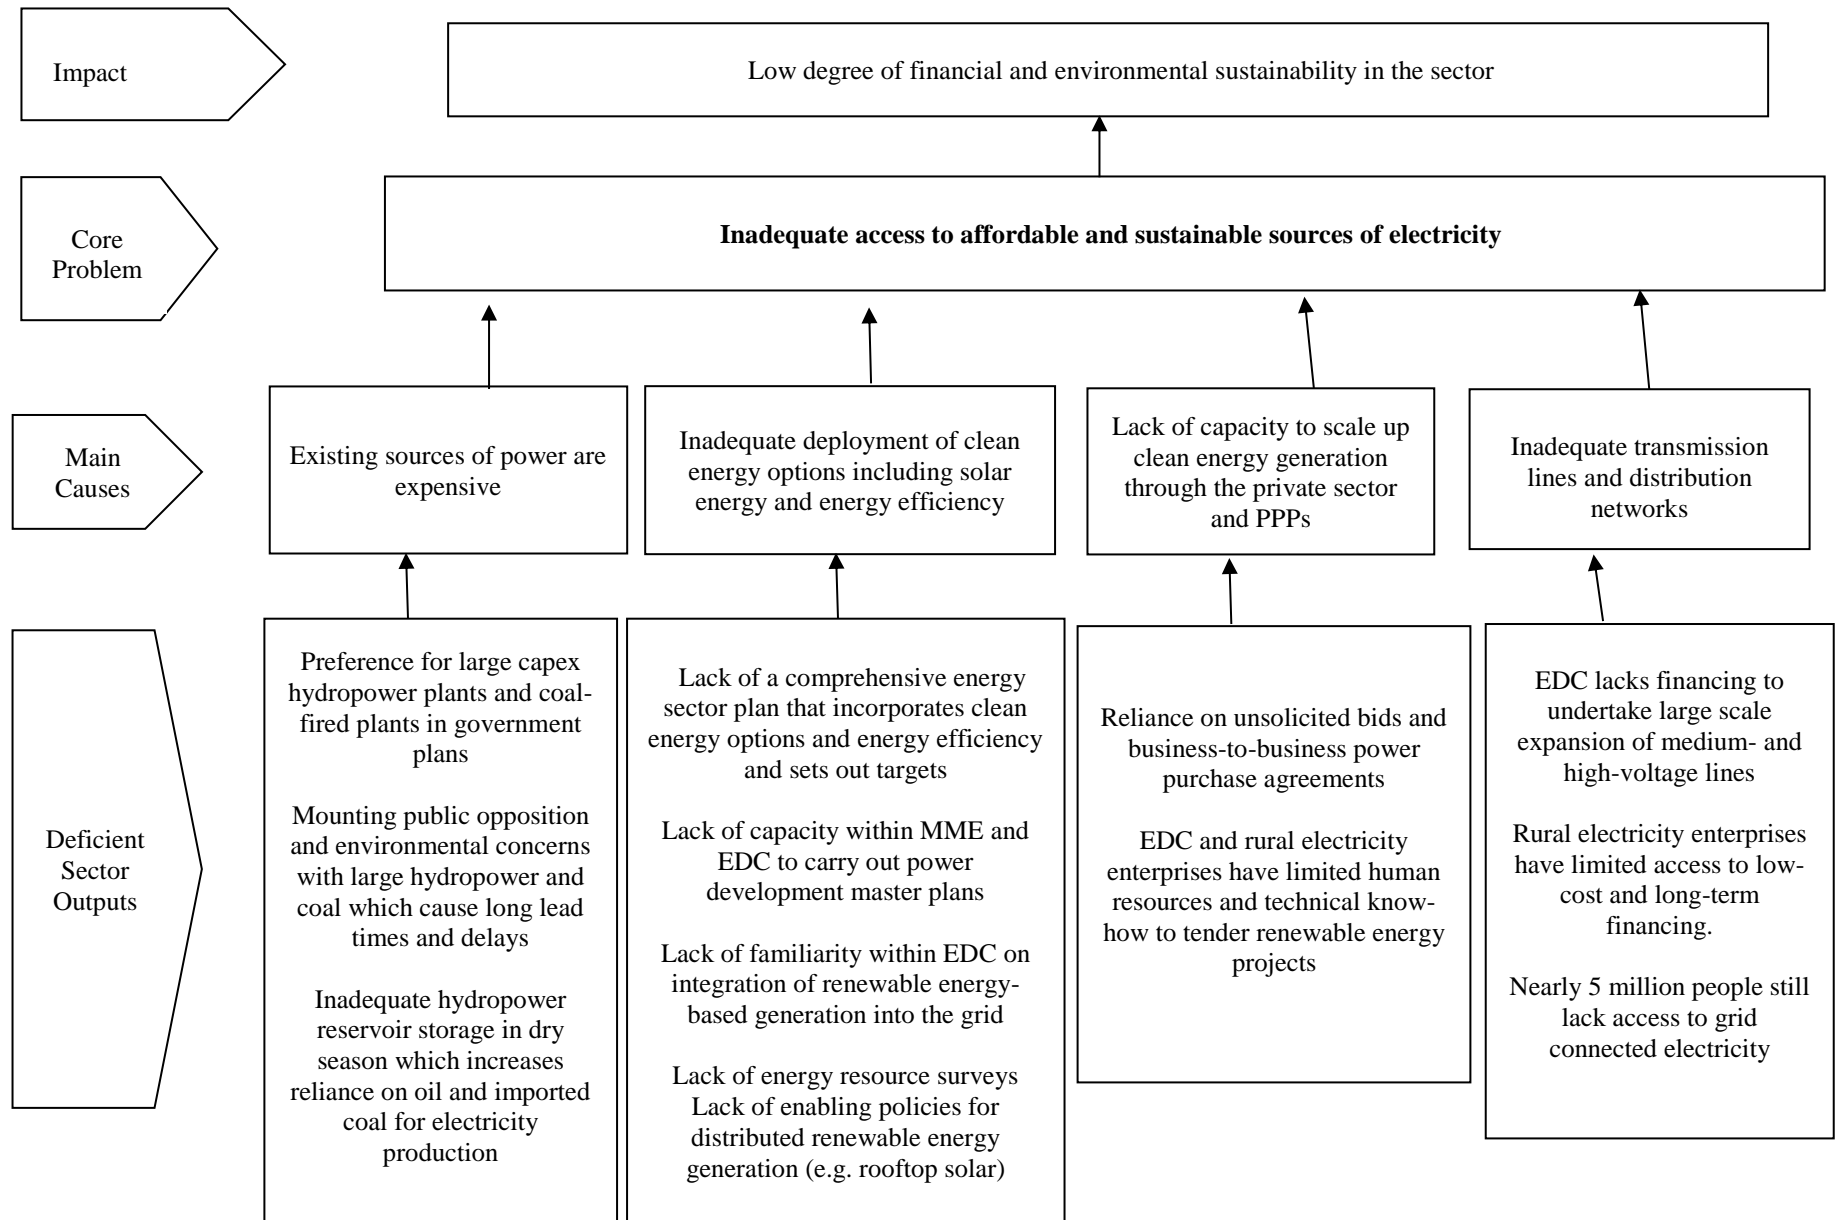 Impact
Low degree of financial and environmental sustainability in the sector
Core
Problem
Inadequate access to affordable and sustainable sources of electricity
Main
Causes
Existing sources of power are
expensive
Inadequate deployment of clean
energy options including solar
energy and energy efficiency
Lack of capacity to scale up
clean energy generation
through the private sector
and PPPs
Inadequate transmission
lines and distribution
networks
Deficient
Sector
Outputs
Preference for large capex
hydropower plants and coal-
fired plants in government
plans
Mounting public opposition
and environmental concerns
with large hydropower and
coal which cause long lead
times and delays
Inadequate hydropower
reservoir storage in dry
season which increases
reliance on oil and imported
coal for electricity
production
Lack of a comprehensive energy
sector plan that incorporates clean
energy options and energy efficiency
and sets out targets
Lack of capacity within MME and
EDC to carry out power
development master plans
Lack of familiarity within EDC on
integration of renewable energy-
based generation into the grid
Lack of energy resource surveys
Lack of enabling policies for
distributed renewable energy
generation (e.g. rooftop solar)
Reliance on unsolicited bids and
business-to-business power
purchase agreements
EDC and rural electricity
enterprises have limited human
resources and technical know-
how to tender renewable energy
projects
EDC lacks financing to
undertake large scale
expansion of medium- and
high-voltage lines
Rural electricity enterprises
have limited access to low-
cost and long-term
financing.
Nearly 5 million people still
lack access to grid
connected electricity